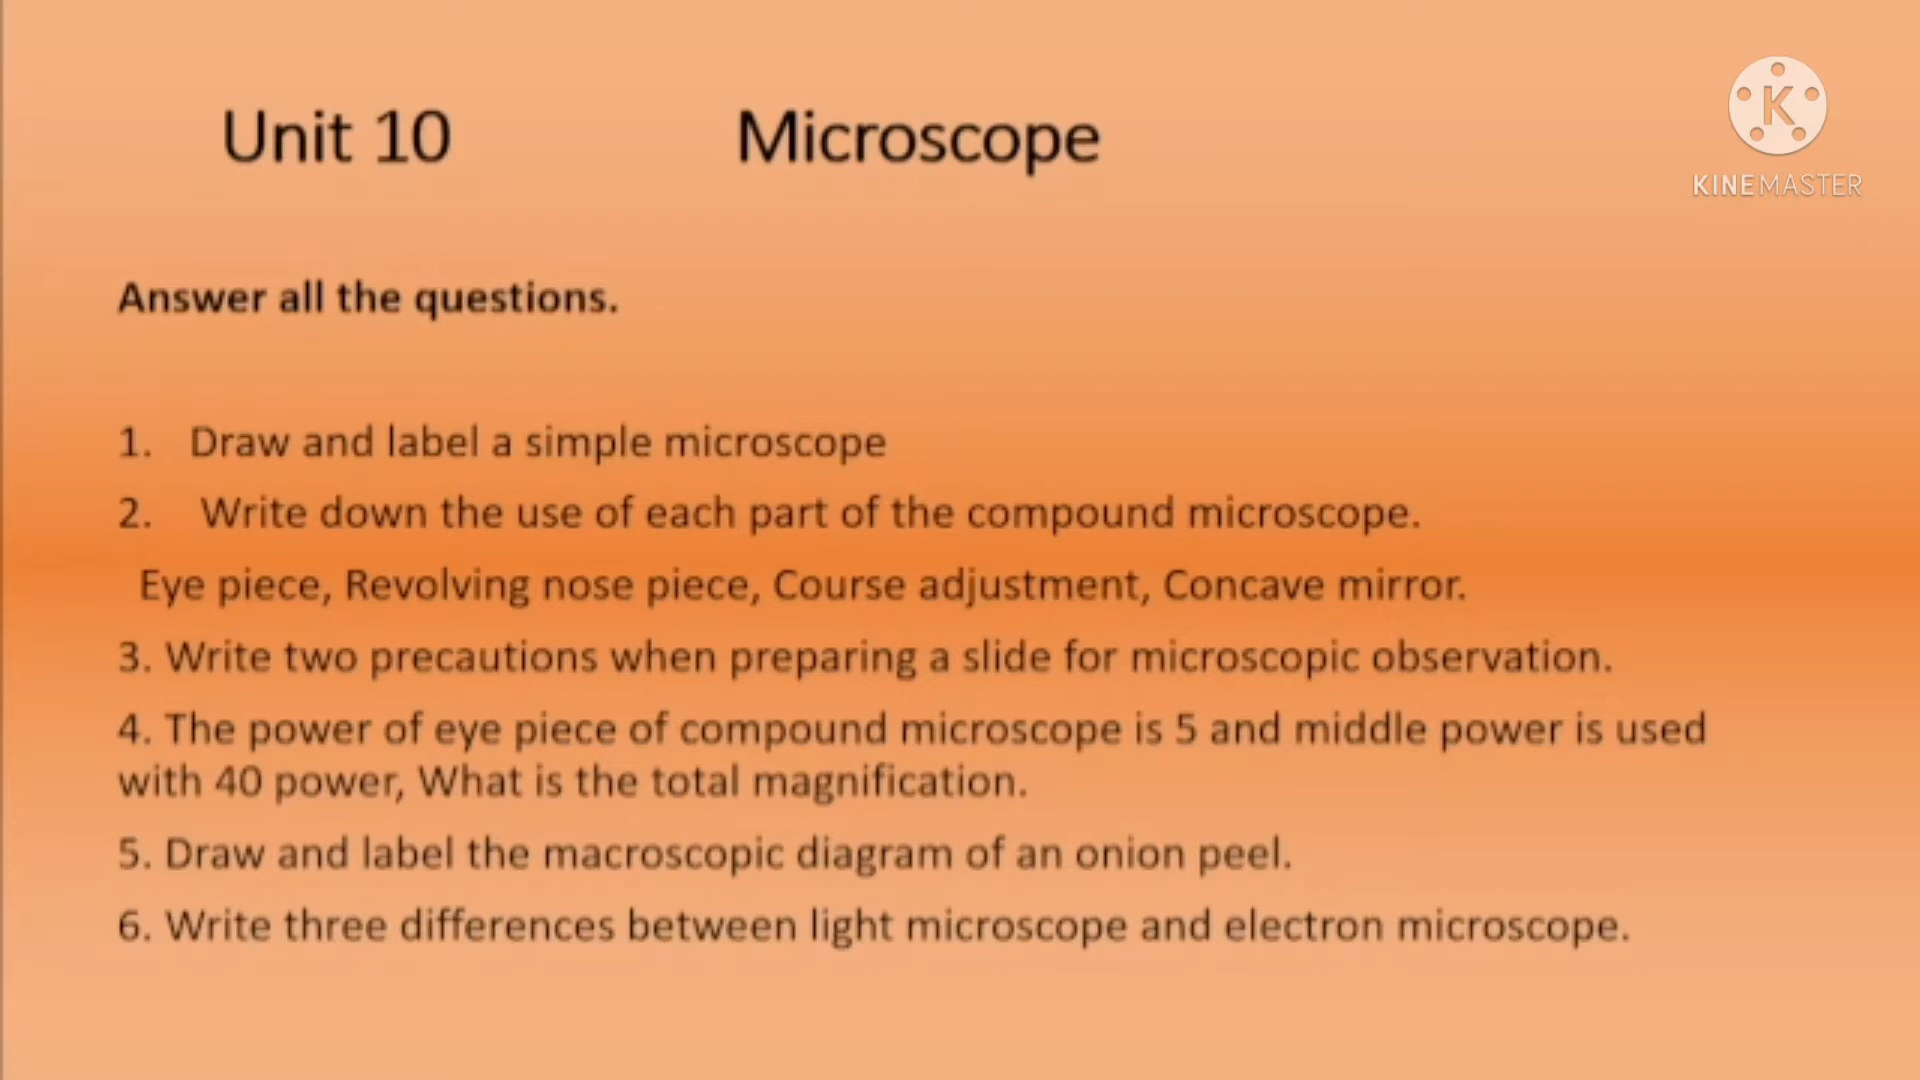 Unit 10 Microscope
K
KINEMASTER
Answer all the questions.
1. Draw and label a simple microscope
2. Write down the use of each part of the compound microscope.
Eye piece, Revolving nose piece, Course adjustment, Concave mirror.
3. Write two precautions when preparing a slide for microscopic observation.
4. The power of eye piece of compound microscope is 5 and middle power is used
with 40 power, What is the total magnification.
5. Draw and label the macroscopic diagram of an onion peel.
6. Write three differences between light microscope and electron microscope.